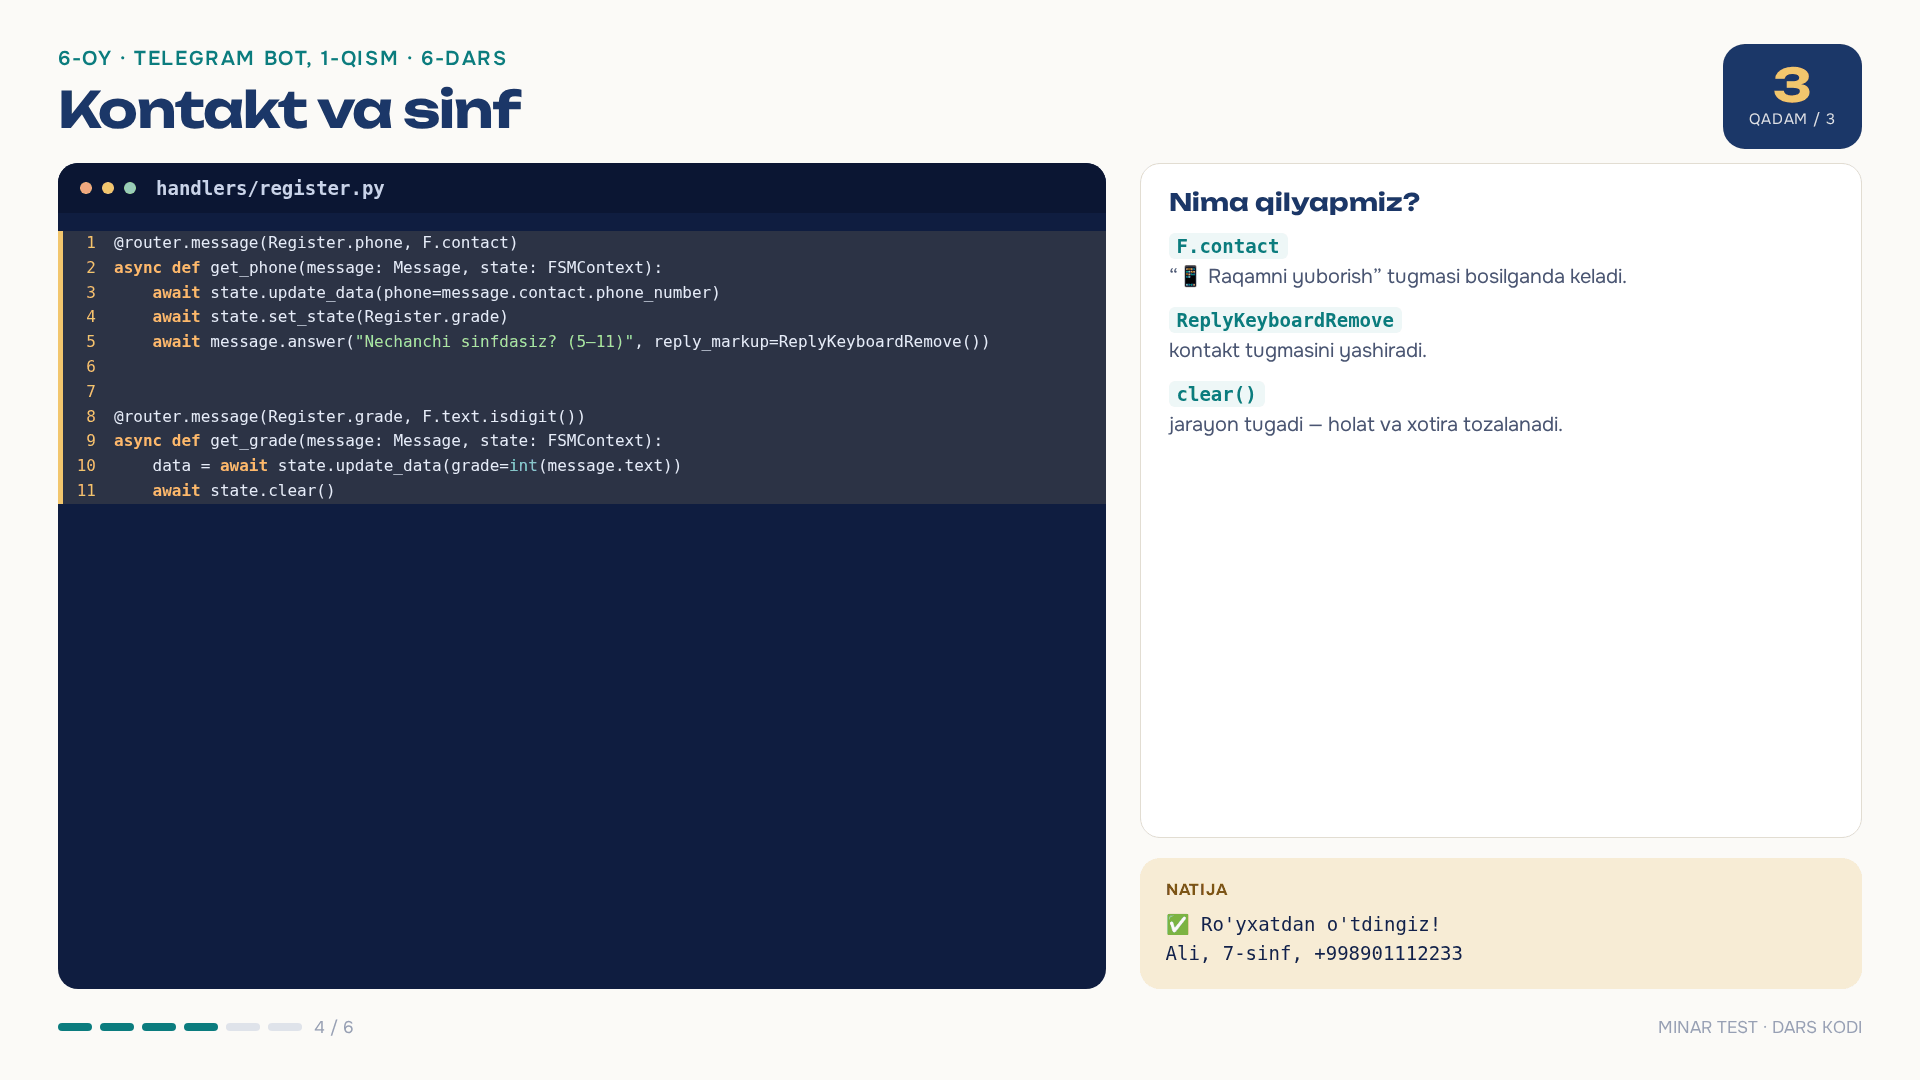 6-OY · TELEGRAM BOT, 1-QISM · 6-DARS
Kontakt va sinf
3
QADAM / 3
handlers/register.py
1 @router.message(Register.phone, F.contact)
2 async def get_phone(message: Message, state: FSMContext):
3     await state.update_data(phone=message.contact.phone_number)
4     await state.set_state(Register.grade)
5     await message.answer("Nechanchi sinfdasiz? (5–11)", reply_markup=ReplyKeyboardRemove())
6
7
8 @router.message(Register.grade, F.text.isdigit())
9 async def get_grade(message: Message, state: FSMContext):
10     data = await state.update_data(grade=int(message.text))
11     await state.clear()
Nima qilyapmiz?
F.contact
“📱 Raqamni yuborish” tugmasi bosilganda keladi.
ReplyKeyboardRemove
kontakt tugmasini yashiradi.
clear()
jarayon tugadi — holat va xotira tozalanadi.
NATIJA
✅ Ro'yxatdan o'tdingiz!
Ali, 7-sinf, +998901112233
4 / 6
MINAR TEST · DARS KODI